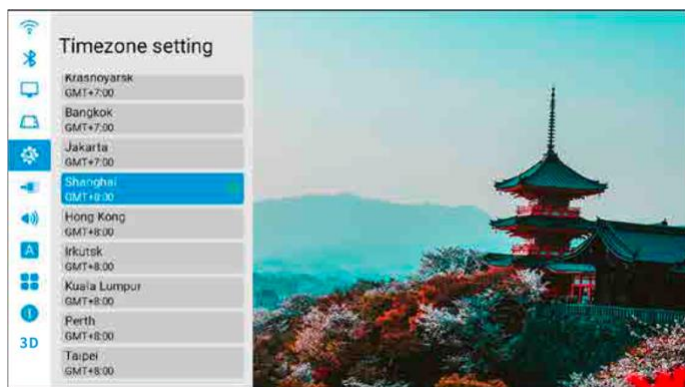 Timezone setting
Krasnoyarsk
GMT+7:00
Bangkok
GMT+7:00
Jakarta
GMT+7:00
Shanghai
GMT+8:00
Hong Kong
GMT+8:00
Irkutsk
GMT+8:00
Kuala Lumpur
GMT+8:00
Perth
GMT+8:00
Taipei
GMT+8:00
A
3D